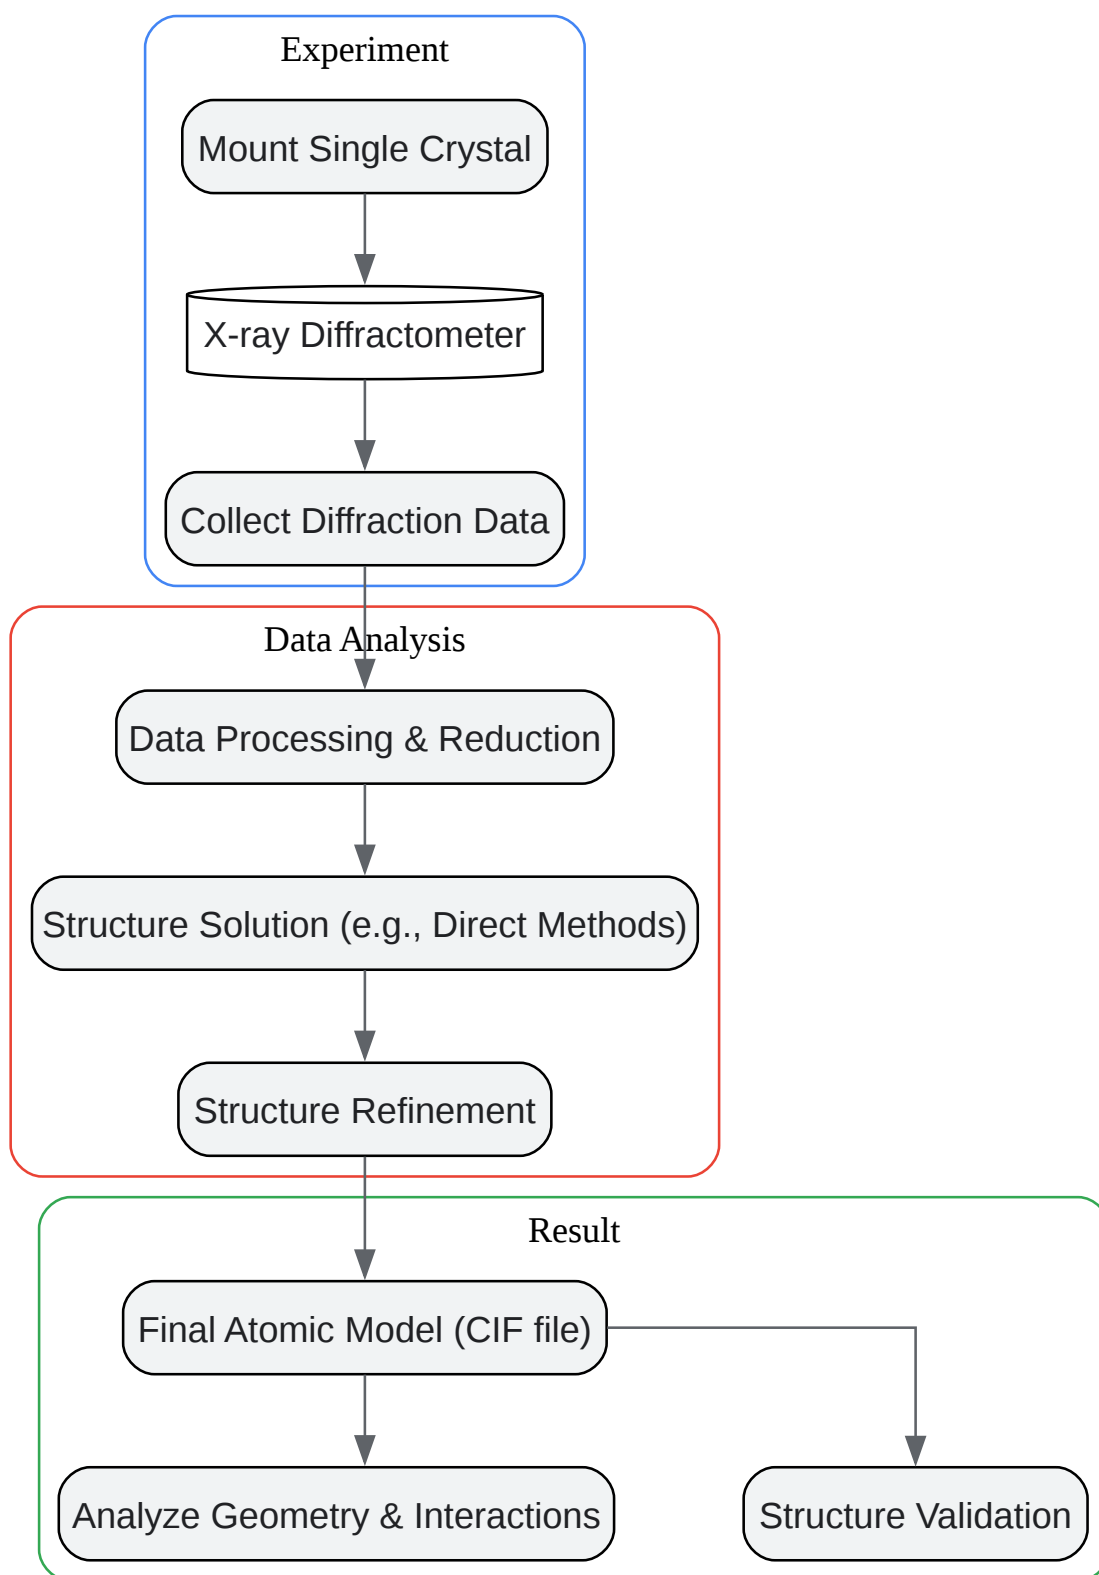 Experiment
Mount Single Crystal
X-ray Diffractometer
Collect Diffraction Data
Data Analysis
Data Processing & Reduction
Structure Solution (e.g., Direct Methods)
Structure Refinement
Result
Final Atomic Model (CIF file)
Analyze Geometry & Interactions
Structure Validation